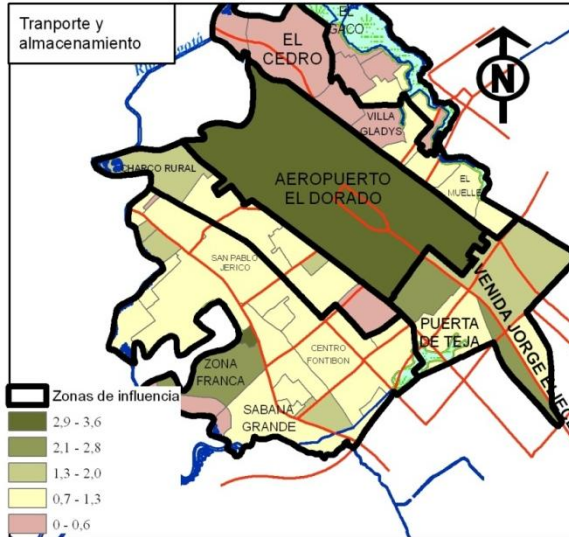 Tranporte y
almacenamiento
EL
GACO
EL
CEDRO
N
VILLA
GLADYS
CHARCO RURAL
AEROPUERTO
EL DORADO
EL
MUELLE
SAN PABLO
JERICO
VENIDA JORGE ELIECE
PUERTA
DE TEJA
CENTRO
FONTIBON
ZONA
FRANCA
SABANA
GRANDE
Zonas de influencia
2,9 - 3,6
2,1 - 2,8
1,3 - 2,0
0,7 - 1,3
0 - 0,6